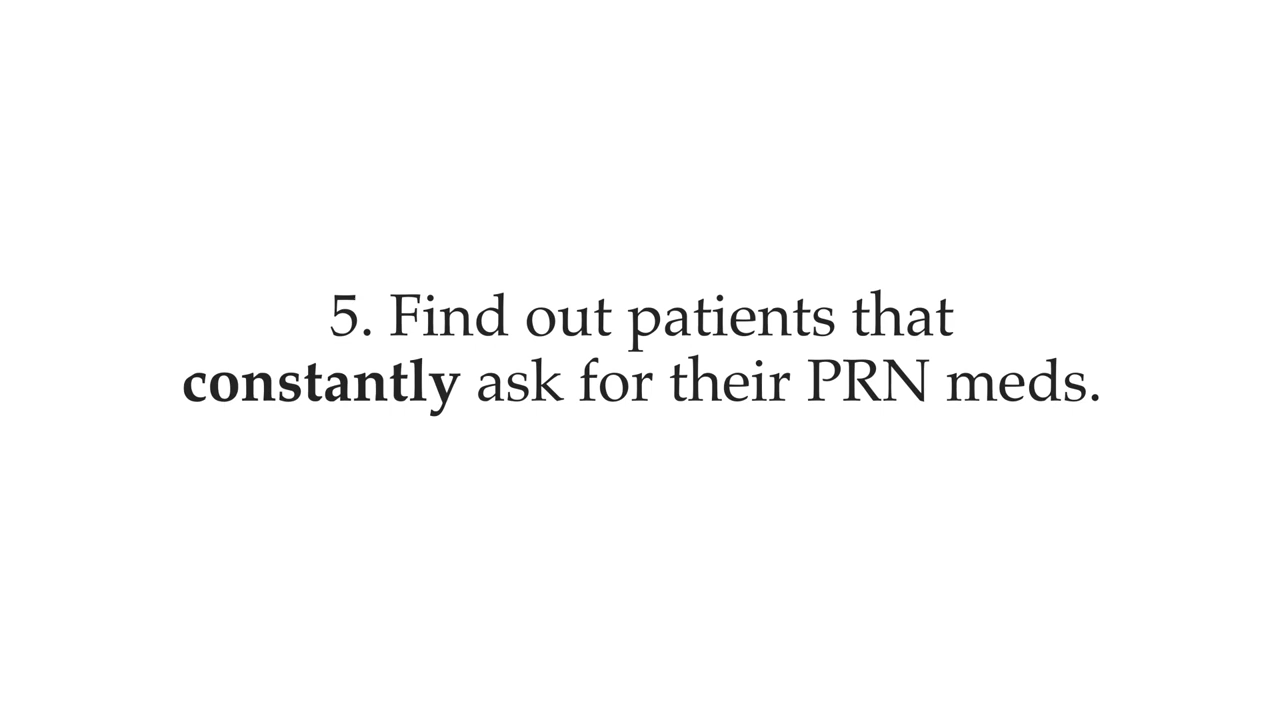 5. Find out patients that
constantly ask for their PRN meds.